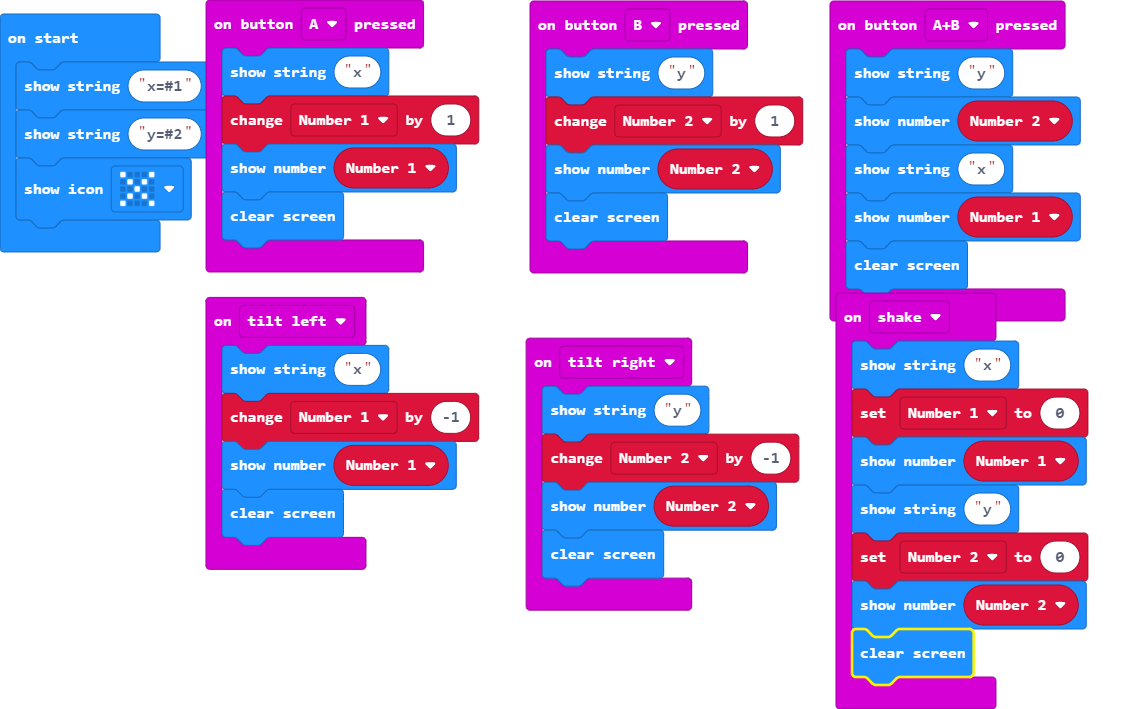 on start
show string "x=#1"
show string "y=#2"
show icon
on button A pressed
show string "x"
change Number 1 by 1
show number Number 1
clear screen
on button B pressed
show string "y"
change Number 2 by 1
show number Number 2
clear screen
on button A+B pressed
show string "y"
show number Number 2
show string "x"
show number Number 1
clear screen
on tilt left
show string "x"
change Number 1 by -1
show number Number 1
clear screen
on tilt right
show string "y"
change Number 2 by -1
show number Number 2
clear screen
on shake
show string "x"
set Number 1 to 0
show number Number 1
show string "y"
set Number 2 to 0
show number Number 2
clear screen